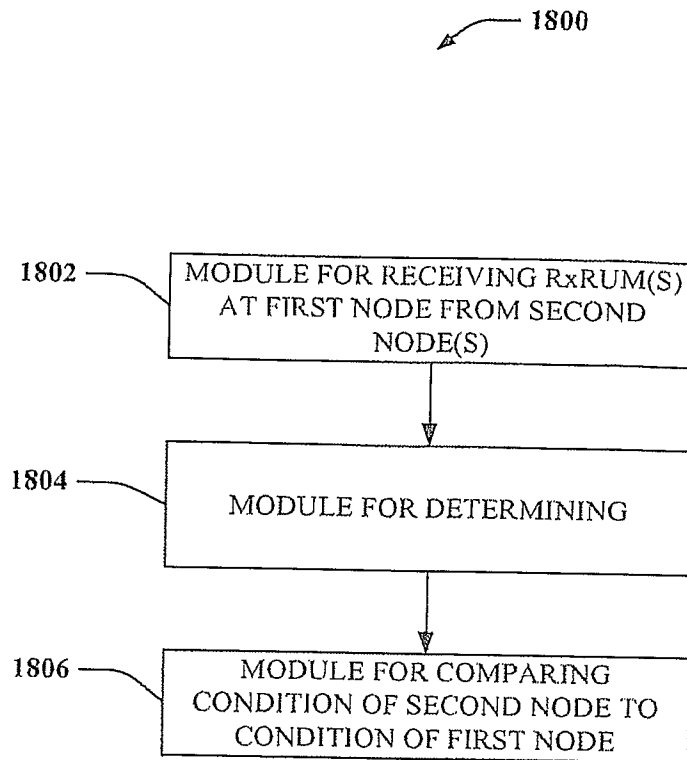 1800
1802
MODULE FOR RECEIVING RxRUM(S)
AT FIRST NODE FROM SECOND
NODE(S)
1804
MODULE FOR DETERMINING
1806
MODULE FOR COMPARING
CONDITION OF SECOND NODE TO
CONDITION OF FIRST NODE